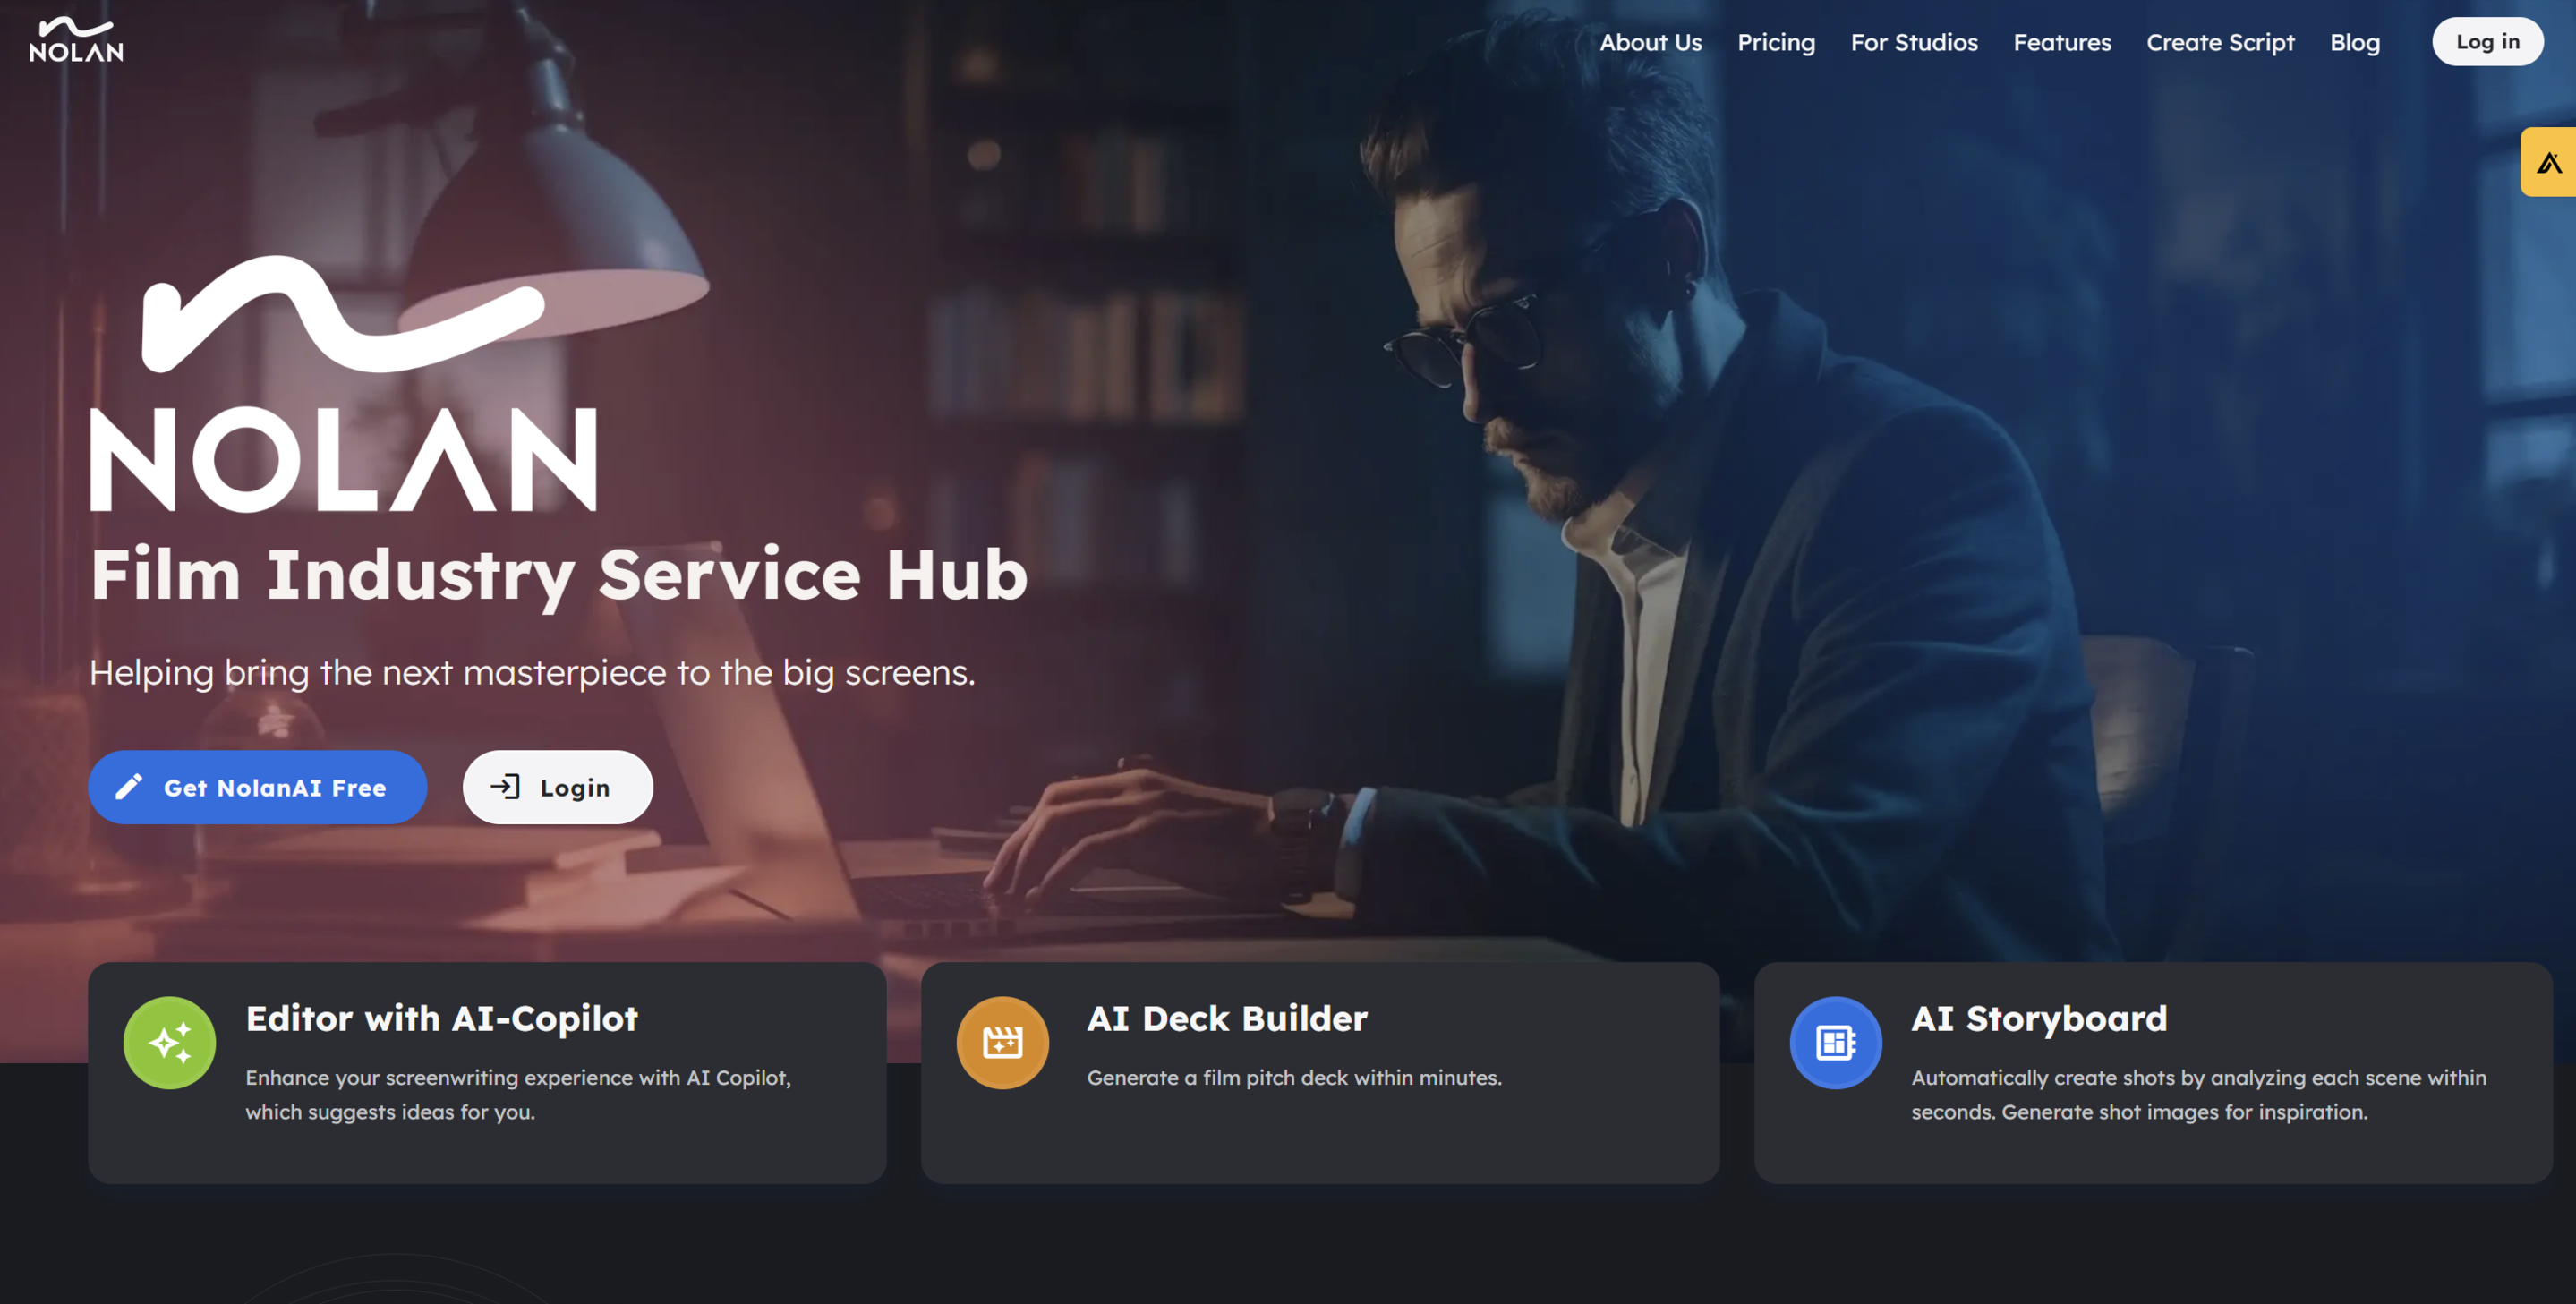 NOLAN
About Us Pricing For Studios Features Create Script Blog Log in
NOLAN
Film Industry Service Hub
Helping bring the next masterpiece to the big screens.
Get NolanAI Free Login
Editor with AI-Copilot
Enhance your screenwriting experience with AI Copilot,
which suggests ideas for you.
AI Deck Builder
Generate a film pitch deck within minutes.
AI Storyboard
Automatically create shots by analyzing each scene within
seconds. Generate shot images for inspiration.